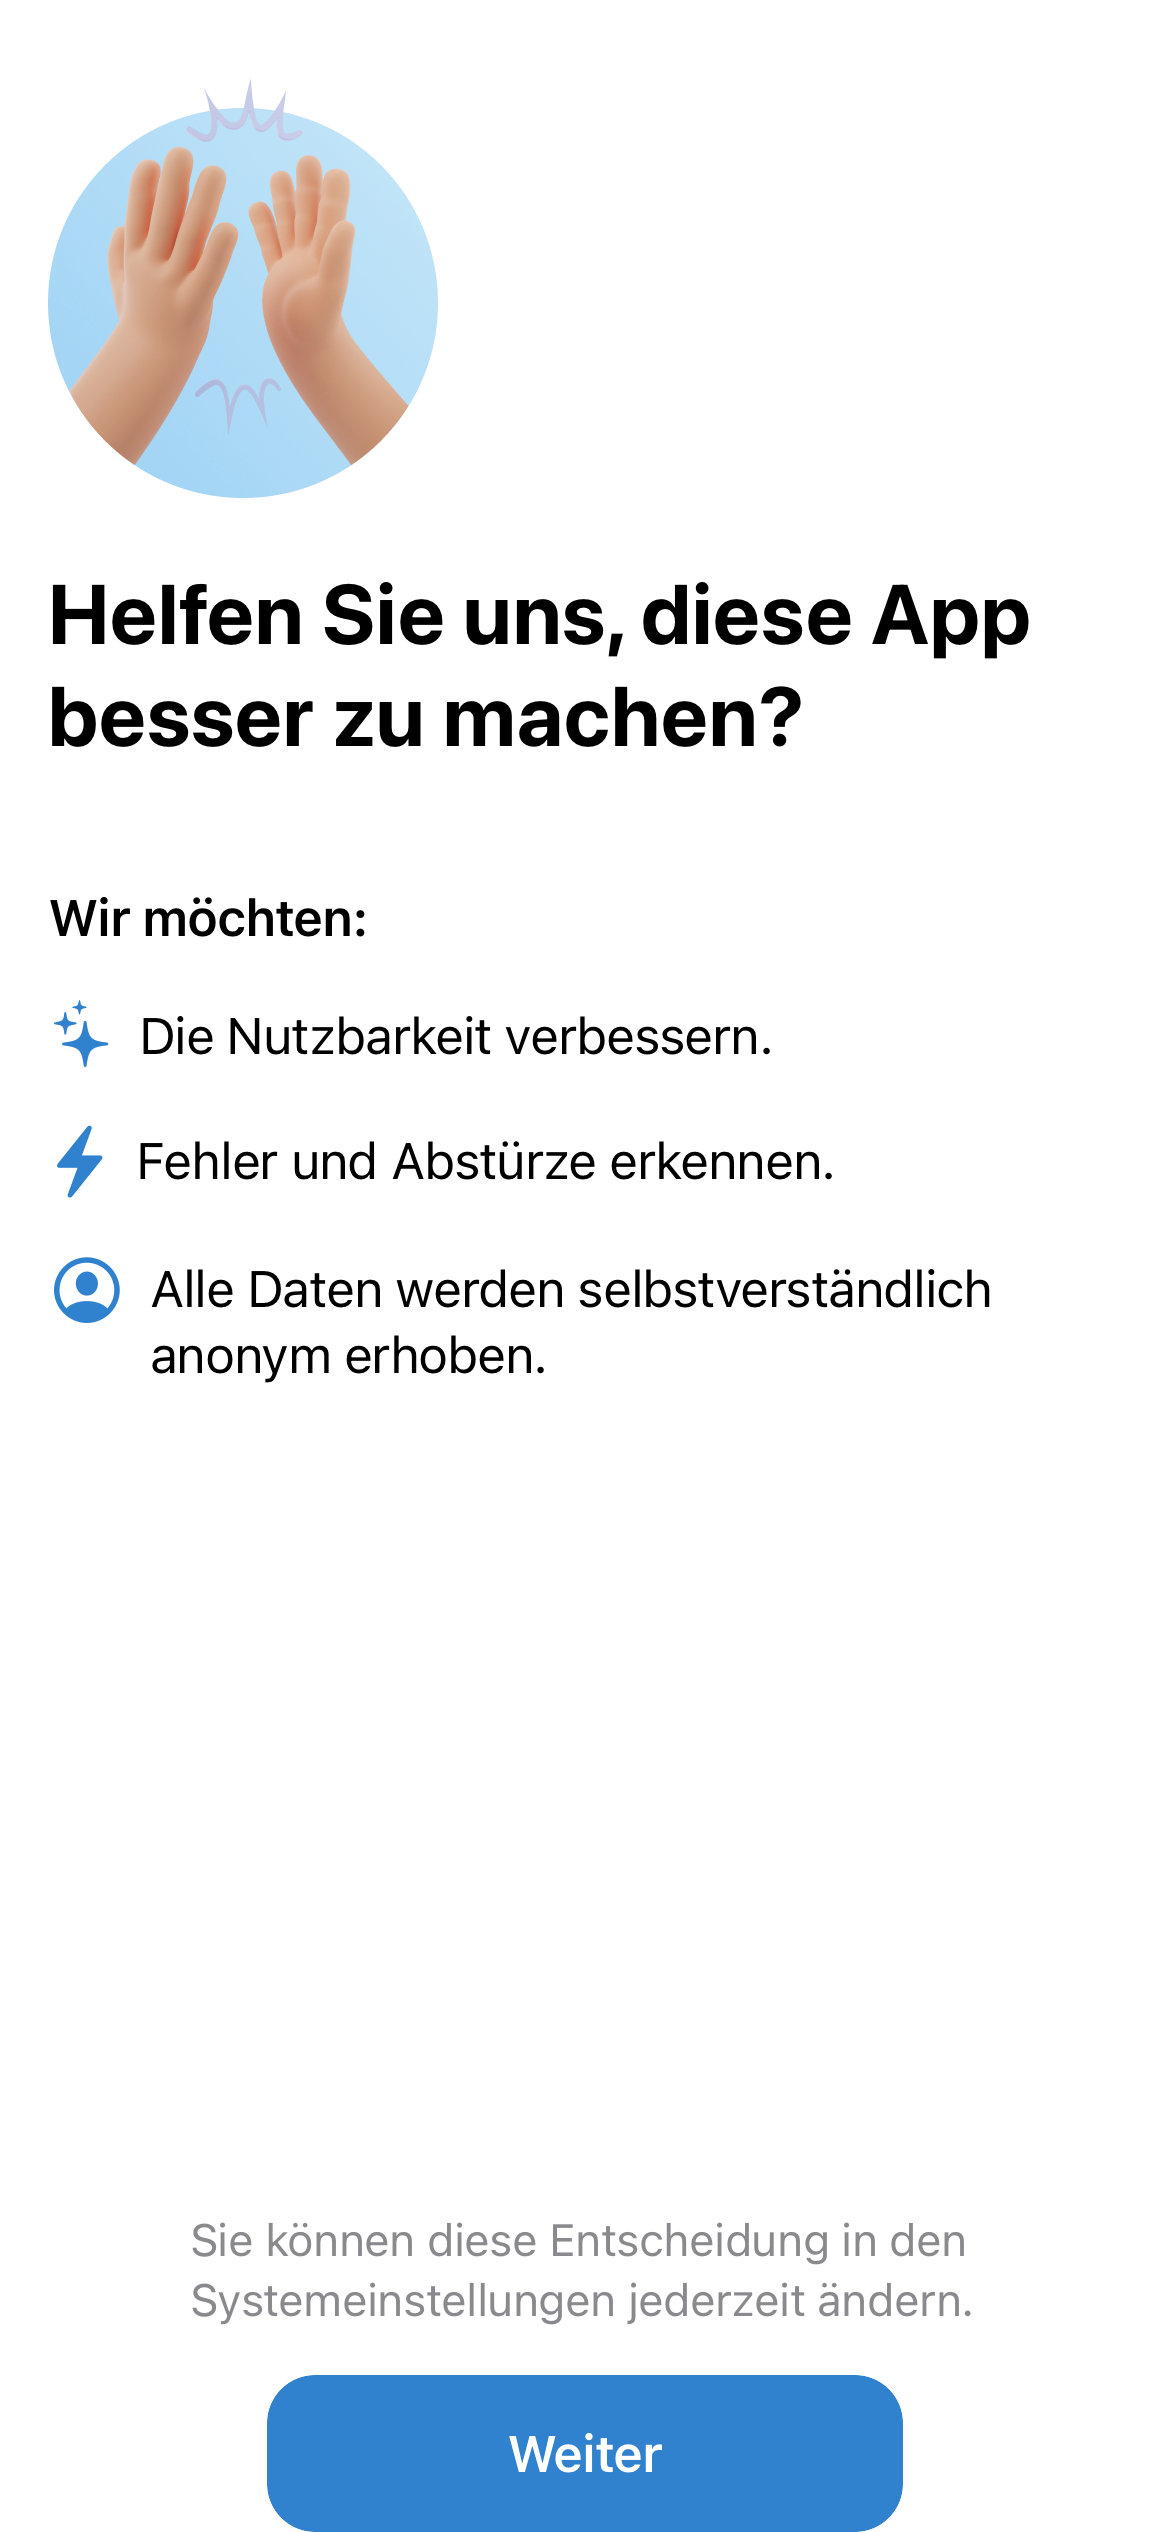 Helfen Sie uns, diese App
besser zu machen?
Wir möchten:
Die Nutzbarkeit verbessern.
Fehler und Abstürze erkennen.
Alle Daten werden selbstverständlich
anonym erhoben.
Sie können diese Entscheidung in den
Systemeinstellungen jederzeit ändern.
Weiter